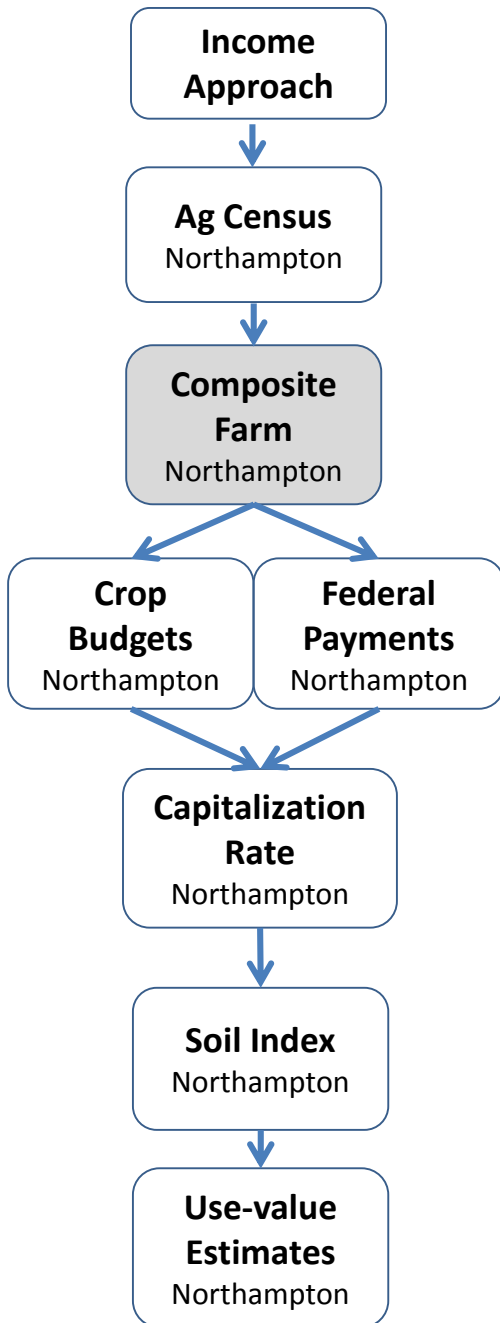 Income
Approach
Ag Census
Northampton
Composite
Farm
Northampton
Crop
Budgets
Northampton
Federal
Payments
Northampton
Capitalization
Rate
Northampton
Soil Index
Northampton
Use-value
Estimates
Northampton